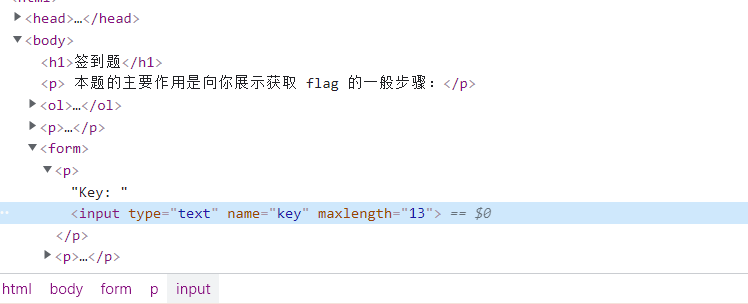 <html>
▶<head>…</head>
▼<body>
<h1>签到题</h1>
<p> 本题的主要作用是向你展示获取 flag 的一般步骤：</p>
▶<ol>…</ol>
▶<p>…</p>
▼<form>
▼<p>
"Key: "
<input type="text" name="key" maxlength="13"> == $0
</p>
▶<p>…</p>
html body form p input